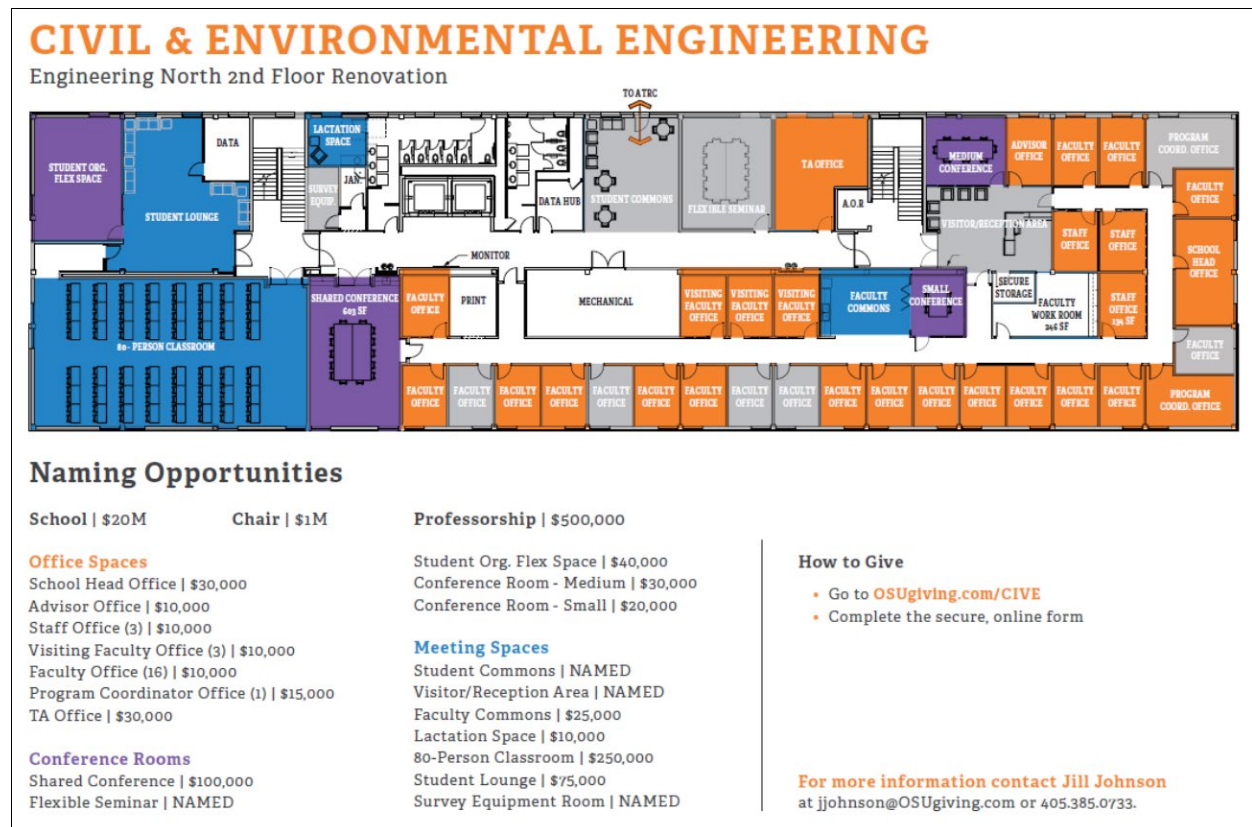 CIVIL & ENVIRONMENTAL ENGINEERING
Engineering North 2nd Floor Renovation
TO ATRC
STUDENT ORG.
FLEX SPACE
STUDENT LOUNGE
DATA
LACTATION
SPACE
SURVEY
EQUIP.
JAN.
DATA HUB
STUDENT COMMONS
FLEXIBLE SEMINAR
TA OFFICE
A.O.R
MEDIUM
CONFERENCE
ADVISOR
OFFICE
FACULTY
OFFICE
FACULTY
OFFICE
PROGRAM
COORD. OFFICE
FACULTY
OFFICE
VISITOR/RECEPTION AREA
STAFF
OFFICE
STAFF
OFFICE
SCHOOL
HEAD
OFFICE
MONITOR
80- PERSON CLASSROOM
SHARED CONFERENCE
603 SF
FACULTY
OFFICE
PRINT
MECHANICAL
VISITING
FACULTY
OFFICE
VISITING
FACULTY
OFFICE
VISITING
FACULTY
OFFICE
FACULTY
COMMONS
SMALL
CONFERENCE
SECURE
STORAGE
FACULTY
WORK ROOM
246 SF
STAFF
OFFICE
134 SF
FACULTY
OFFICE
FACULTY
OFFICE
FACULTY
OFFICE
FACULTY
OFFICE
FACULTY
OFFICE
FACULTY
OFFICE
FACULTY
OFFICE
FACULTY
OFFICE
FACULTY
OFFICE
FACULTY
OFFICE
FACULTY
OFFICE
FACULTY
OFFICE
FACULTY
OFFICE
FACULTY
OFFICE
FACULTY
OFFICE
FACULTY
OFFICE
FACULTY
OFFICE
PROGRAM
COORD. OFFICE
Naming Opportunities
School | $20M
Chair | $1M
Professorship | $500,000
Office Spaces
School Head Office | $30,000
Advisor Office | $10,000
Staff Office (3) | $10,000
Visiting Faculty Office (3) | $10,000
Faculty Office (16) | $10,000
Program Coordinator Office (1) | $15,000
TA Office | $30,000
Conference Rooms
Shared Conference | $100,000
Flexible Seminar | NAMED
Student Org. Flex Space | $40,000
Conference Room - Medium | $30,000
Conference Room - Small | $20,000
Meeting Spaces
Student Commons | NAMED
Visitor/Reception Area | NAMED
Faculty Commons | $25,000
Lactation Space | $10,000
80-Person Classroom | $250,000
Student Lounge | $75,000
Survey Equipment Room | NAMED
How to Give
• Go to OSUgiving.com/CIVE
• Complete the secure, online form
For more information contact Jill Johnson
at jjohnson@OSUgiving.com or 405.385.0733.